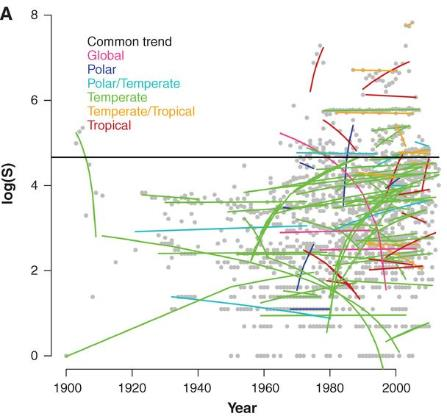 A
8
Common trend
Global
Polar
Polar/Temperate
Temperate
Temperate/Tropical
Tropical
6
log(S)
4
2
0
1900 1920 1940 1960 1980 2000
Year